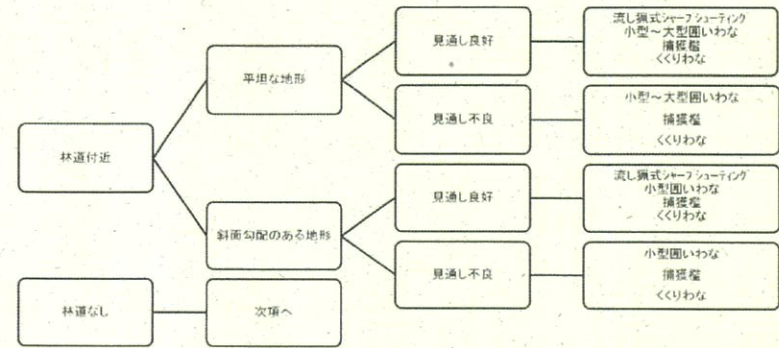 林道付近
平坦な地形
見通し良好
流し猟式シャープシューティング
小型～大型囲いわな
捕獲檻
くくりわな
見通し不良
小型～大型囲いわな
捕獲檻
くくりわな
斜面勾配のある地形
見通し良好
流し猟式シャープシューティング
小型囲いわな
捕獲檻
くくりわな
見通し不良
小型囲いわな
捕獲檻
くくりわな
林道なし
次項へ